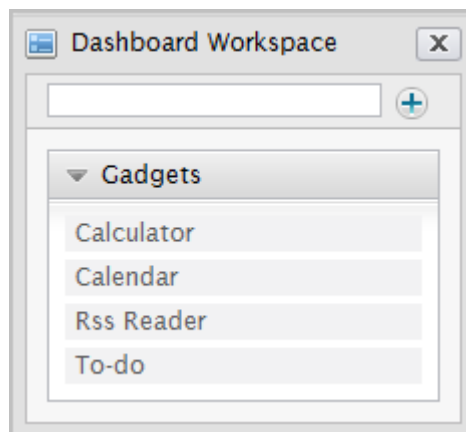 Dashboard Workspace
Gadgets
Calculator
Calendar
Rss Reader
To-do